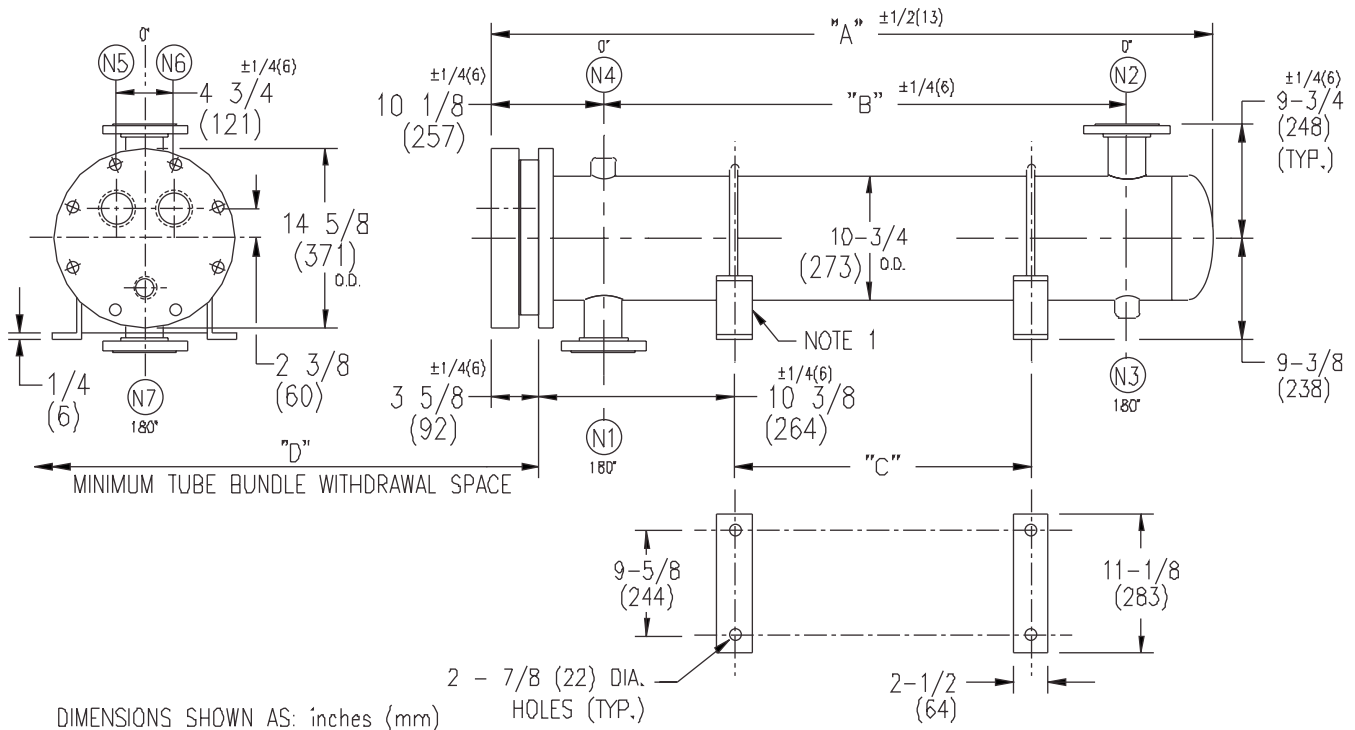 0°
N5
N6
±1/4(6)
4 3/4
(121)
14 5/8
(371)
O.D.
2 3/8
(60)
1/4
(6)
N7
180°
"A" ±1/2(13)
±1/4(6)
10 1/8
(257)
0°
N4
"B" ±1/4(6)
0°
N2
±1/4(6)
9-3/4
(248)
(TYP.)
10-3/4
(273)
O.D.
NOTE 1
±1/4(6)
3 5/8
(92)
±1/4(6)
10 3/8
(264)
N1
180°
N3
180°
9-3/8
(238)
"D"
MINIMUM TUBE BUNDLE WITHDRAWAL SPACE
"C"
9-5/8
(244)
11-1/8
(283)
2 - 7/8 (22) DIA.
HOLES (TYP.)
2-1/2
(64)
DIMENSIONS SHOWN AS: inches (mm)